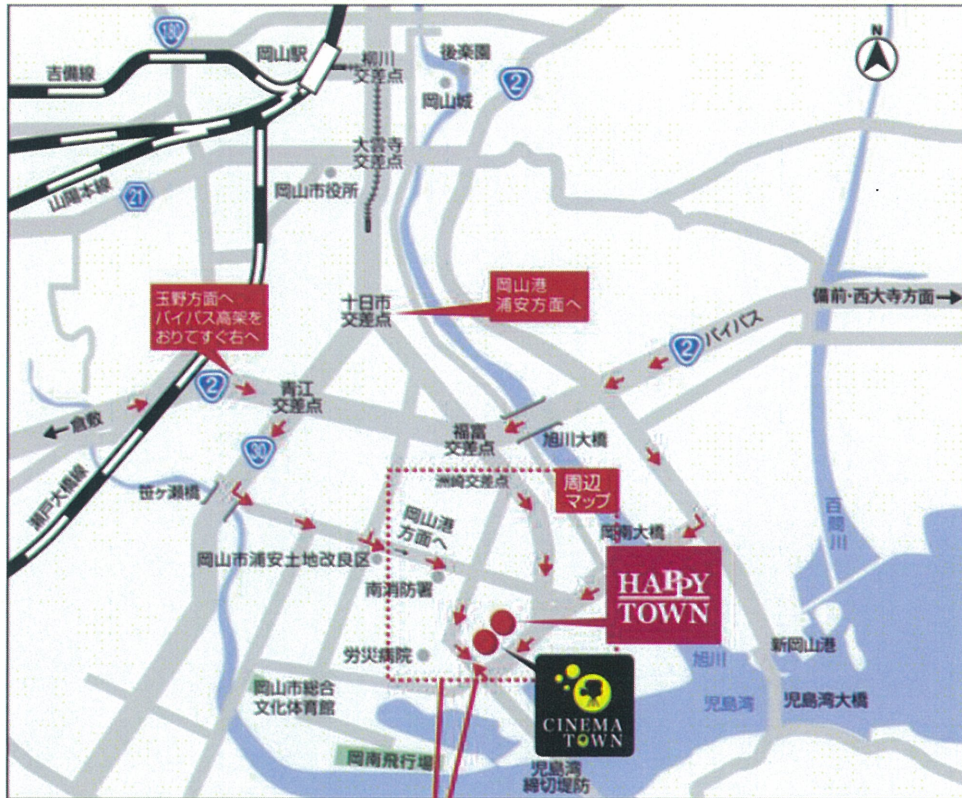 180
N
岡山駅
柳川
交差点
後楽園
吉備線
2
岡山城
大雲寺
交差点
山陽本線
21
岡山市役所
玉野方面へ
バイパス高架を
おりてすぐ右へ
十日市
交差点
岡山港
浦安方面へ
備前・西大寺方面
2
バイパス
2
青江
交差点
倉敷
福富
交差点
旭川大橋
30
瀬戸大橋線
笹ヶ瀬橋
洲崎交差点
周辺
マップ
岡山港
方面へ
岡南大橋
百間川
岡山市浦安土地改良区
南消防署
HAPPY
TOWN
労災病院
旭川
新岡山港
岡山市総合
文化体育館
児島湾
児島湾大橋
CINEMA
TOWN
岡南飛行場
児島湾
締切堤防